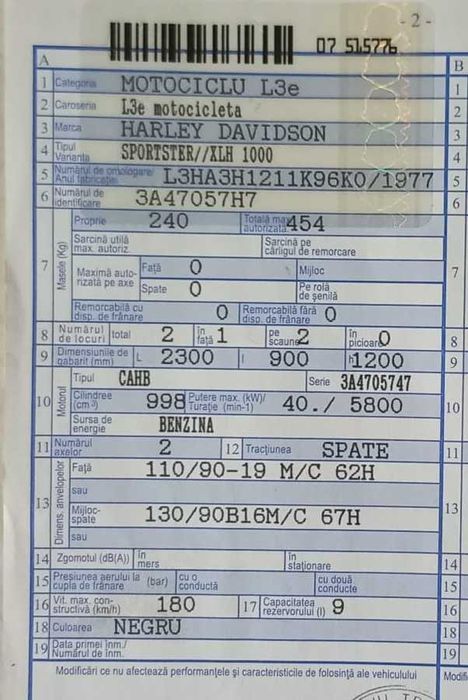 - 2 -
07 515776
A B
1 Categoria MOTOCICLU L3e 1
2 Caroseria L3e motocicleta 2
3 Marca HARLEY DAVIDSON 3
4 Tipul Varianta SPORTSTER//XLH 1000 4
5 Numărul de omologare/ Anul fabricației L3HA3H1211K96K0/1977 5
6 Numărul de identificare 3A47057H7 6
7 Masele (Kg) Proprie 240 Totală max. autorizată 454 7
Sarcină utilă max. autoriz. Sarcină pe cârligul de remorcare
Maximă autorizată pe axe Față 0 Mijloc
Spate 0 Pe rolă de șenilă
Remorcabilă cu disp. de frânare 0 Remorcabilă fără disp. de frânare 0
8 Numărul de locuri total 2 în față 1 pe scaune 2 în picioare 0 8
9 Dimensiunile de gabarit (mm) L 2300 l 900 h 1200 9
10 Motorul Tipul CAHB Serie 3A4705747 10
Cilindree (cm³) 998 Putere max. (kW)/ Turație (min-1) 40./ 5800
Sursa de energie BENZINA
11 Numărul axelor 2 12 Tracțiunea SPATE 11
13 Dimens. anvelopelor Față 110/90-19 M/C 62H 13
sau
Mijloc-spate 130/90B16M/C 67H
sau
14 Zgomotul (dB(A)) în mers în staționare 14
15 Presiunea aerului la cupla de frânare (bar) cu o conductă cu două conducte 15
16 Vit. max. constructivă (km/h) 180 17 Capacitatea rezervorului (l) 9 16
18 Culoarea NEGRU 18
19 Data primei înm./ Numărul de înm. 19
Modificări ce nu afectează performanțele și caracteristicile de folosință ale vehiculului